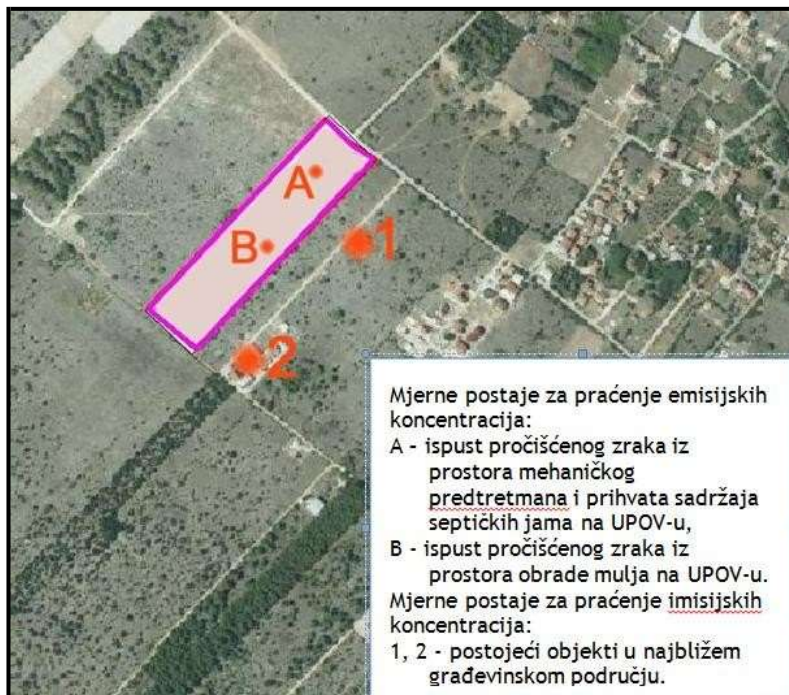 A
B
1
2
Mjerne postaje za praćenje emisijskih
koncentracija:
A - ispust pročišćenog zraka iz
prostora mehaničkog
predtretmana i prihvata sadržaja
septičkih jama na UPOV-u,
B - ispust pročišćenog zraka iz
prostora obrade mulja na UPOV-u.
Mjerne postaje za praćenje imisijskih
koncentracija:
1, 2 - postojeći objekti u najbližem
građevinskom području.